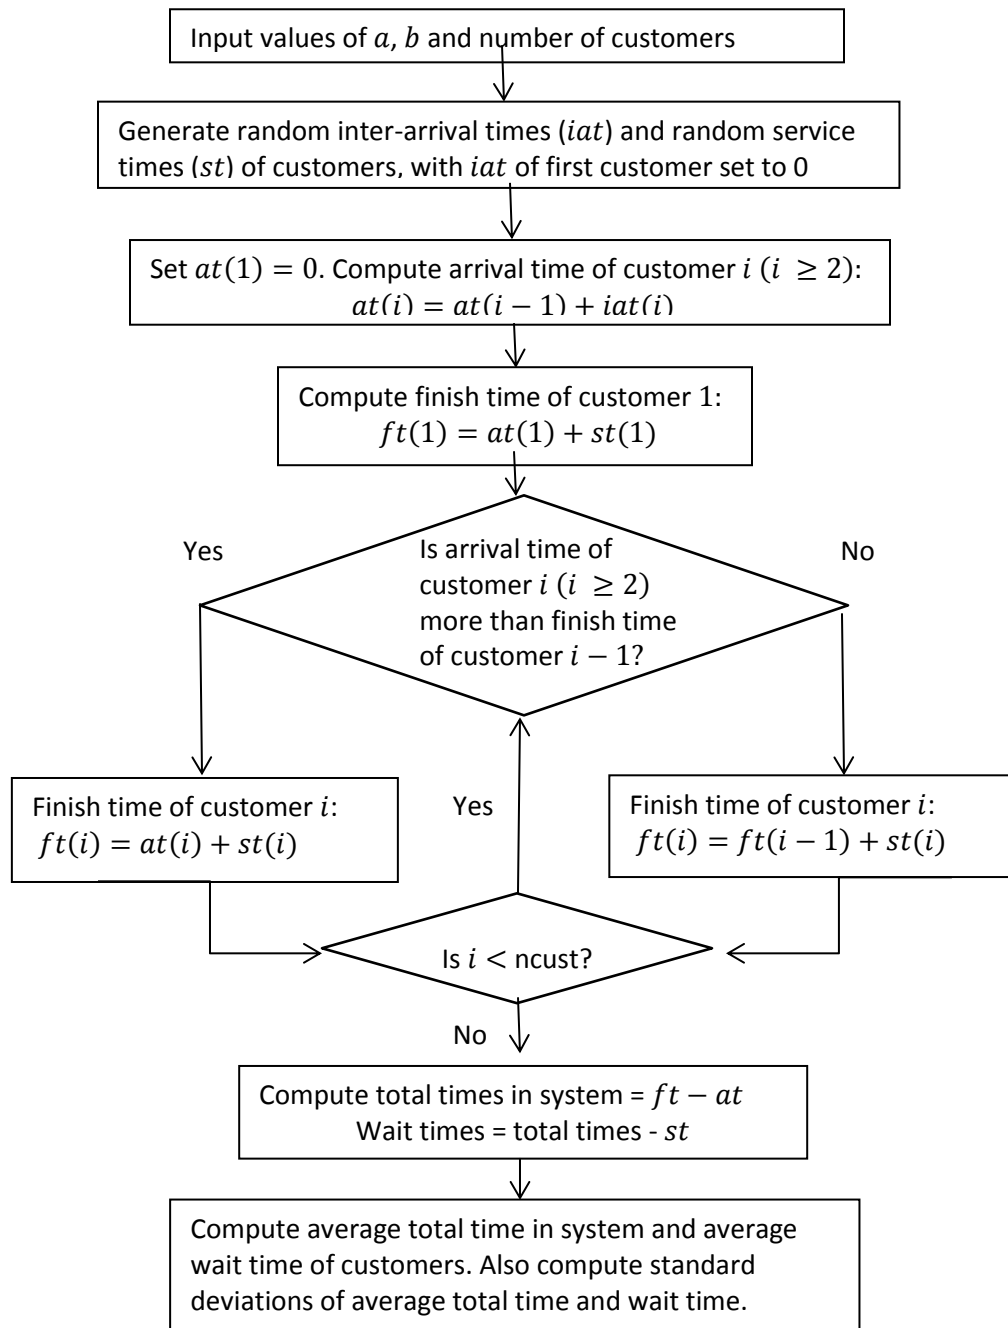 Input values of 𝑎, 𝑏 and number of customers
Generate random inter-arrival times (𝑖𝑎𝑡) and random service
times (𝑠𝑡) of customers, with 𝑖𝑎𝑡 of first customer set to 0
Set 𝑎𝑡(1) = 0. Compute arrival time of customer 𝑖 (𝑖 ≥ 2):
𝑎𝑡(𝑖) = 𝑎𝑡(𝑖 − 1) + 𝑖𝑎𝑡(𝑖)
Compute finish time of customer 1:
𝑓𝑡(1) = 𝑎𝑡(1) + 𝑠𝑡(1)
Yes
Is arrival time of
customer 𝑖 (𝑖 ≥ 2)
more than finish time
of customer 𝑖 − 1?
No
Finish time of customer 𝑖:
𝑓𝑡(𝑖) = 𝑎𝑡(𝑖) + 𝑠𝑡(𝑖)
Yes
Finish time of customer 𝑖:
𝑓𝑡(𝑖) = 𝑓𝑡(𝑖 − 1) + 𝑠𝑡(𝑖)
Is 𝑖 < ncust?
No
Compute total times in system = 𝑓𝑡 − 𝑎𝑡
Wait times = total times - 𝑠𝑡
Compute average total time in system and average
wait time of customers. Also compute standard
deviations of average total time and wait time.